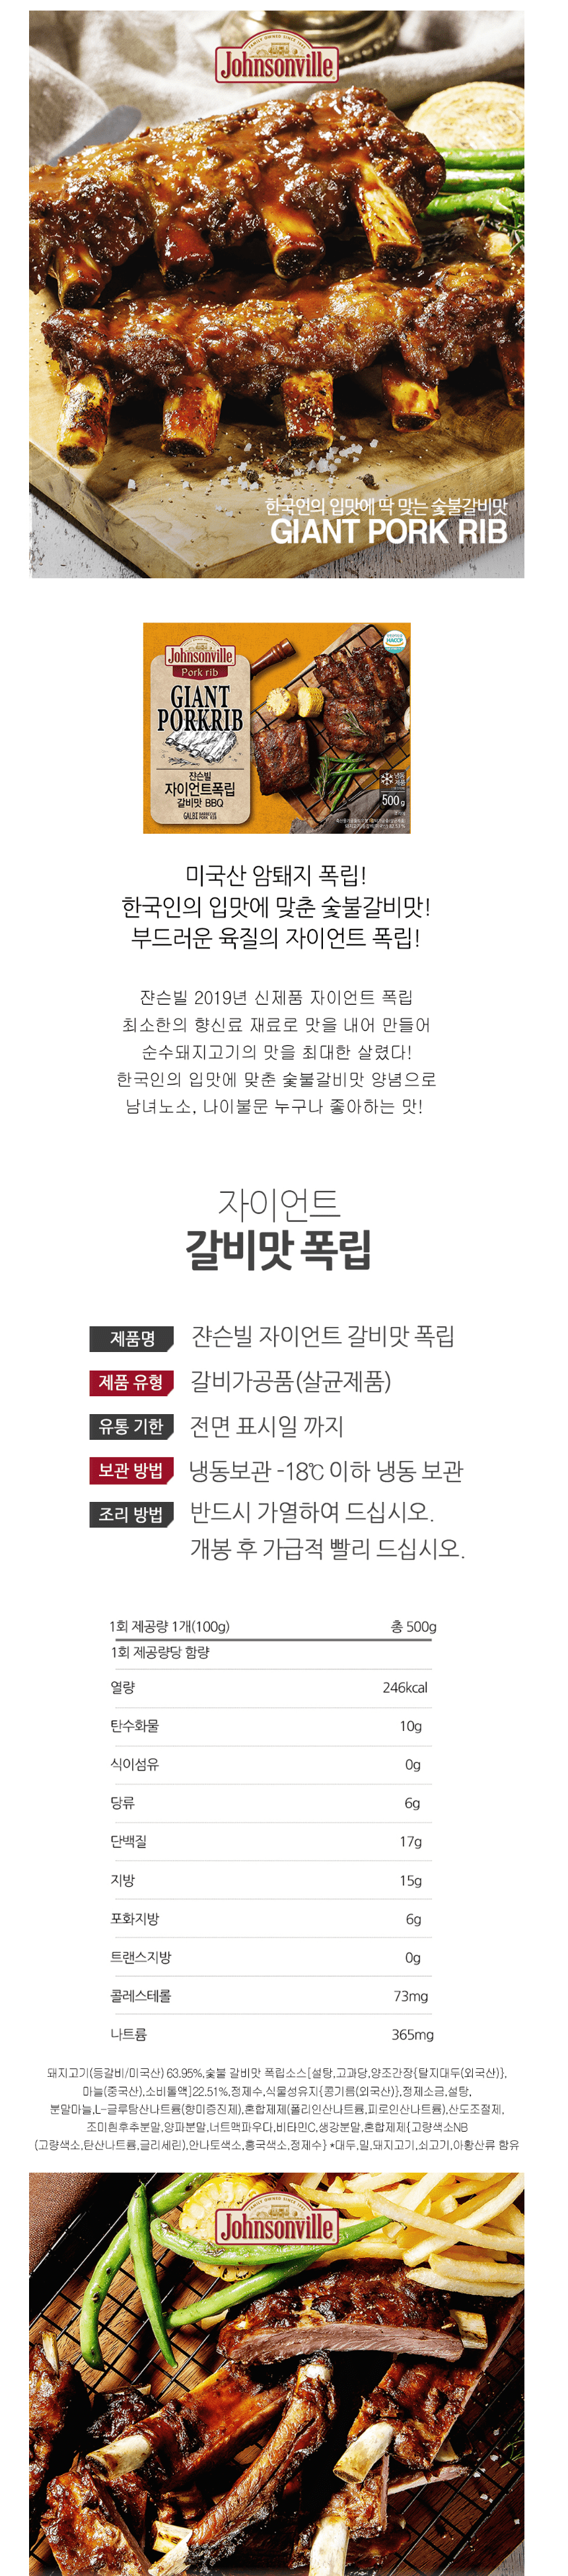 FAMILY OWNED SINCE 1945
Johnsonville
한국인의 입맛에 딱 맞는 숯불갈비맛
GIANT PORK RIB
Johnsonville
Pork rib
HACCP
GIANT
PORKRIB
쟌슨빌
자이언트폭립
갈비맛 BBQ
냉동
제품
500g
미국산 암돼지 폭립!
한국인의 입맛에 맞춘 숯불갈비맛!
부드러운 육질의 자이언트 폭립!
쟌슨빌 2019년 신제품 자이언트 폭립
최소한의 향신료 재료로 맛을 내어 만들어
순수돼지고기의 맛을 최대한 살렸다!
한국인의 입맛에 맞춘 숯불갈비맛 양념으로
남녀노소, 나이불문 누구나 좋아하는 맛!
자이언트
갈비맛 폭립
제품명 쟌슨빌 자이언트 갈비맛 폭립
제품 유형 갈비가공품(살균제품)
유통 기한 전면 표시일 까지
보관 방법 냉동보관 -18℃ 이하 냉동 보관
조리 방법 반드시 가열하여 드십시오.
개봉 후 가급적 빨리 드십시오.
1회 제공량 1개(100g) 총 500g
1회 제공량당 함량
열량 246kcal
탄수화물 10g
식이섬유 0g
당류 6g
단백질 17g
지방 15g
포화지방 6g
트랜스지방 0g
콜레스테롤 73mg
나트륨 365mg
돼지고기(등갈비/미국산) 63.95%,숯불 갈비맛 폭립소스[설탕,고과당,양조간장{탈지대두(외국산)},
마늘(중국산),소비톨액]22.51%,정제수,식물성유지{콩기름(외국산)},정제소금,설탕,
분말마늘,L-글루탐산나트륨(향미증진제),혼합제제(폴리인산나트륨,피로인산나트륨),산도조절제,
조미흰후추분말,양파분말,너트맥파우다,비타민C,생강분말,혼합제제{고량색소NB
(고량색소,탄산나트륨,글리세린),안나토색소,홍국색소,정제수} *대두,밀,돼지고기,쇠고기,아황산류 함유
Johnsonville